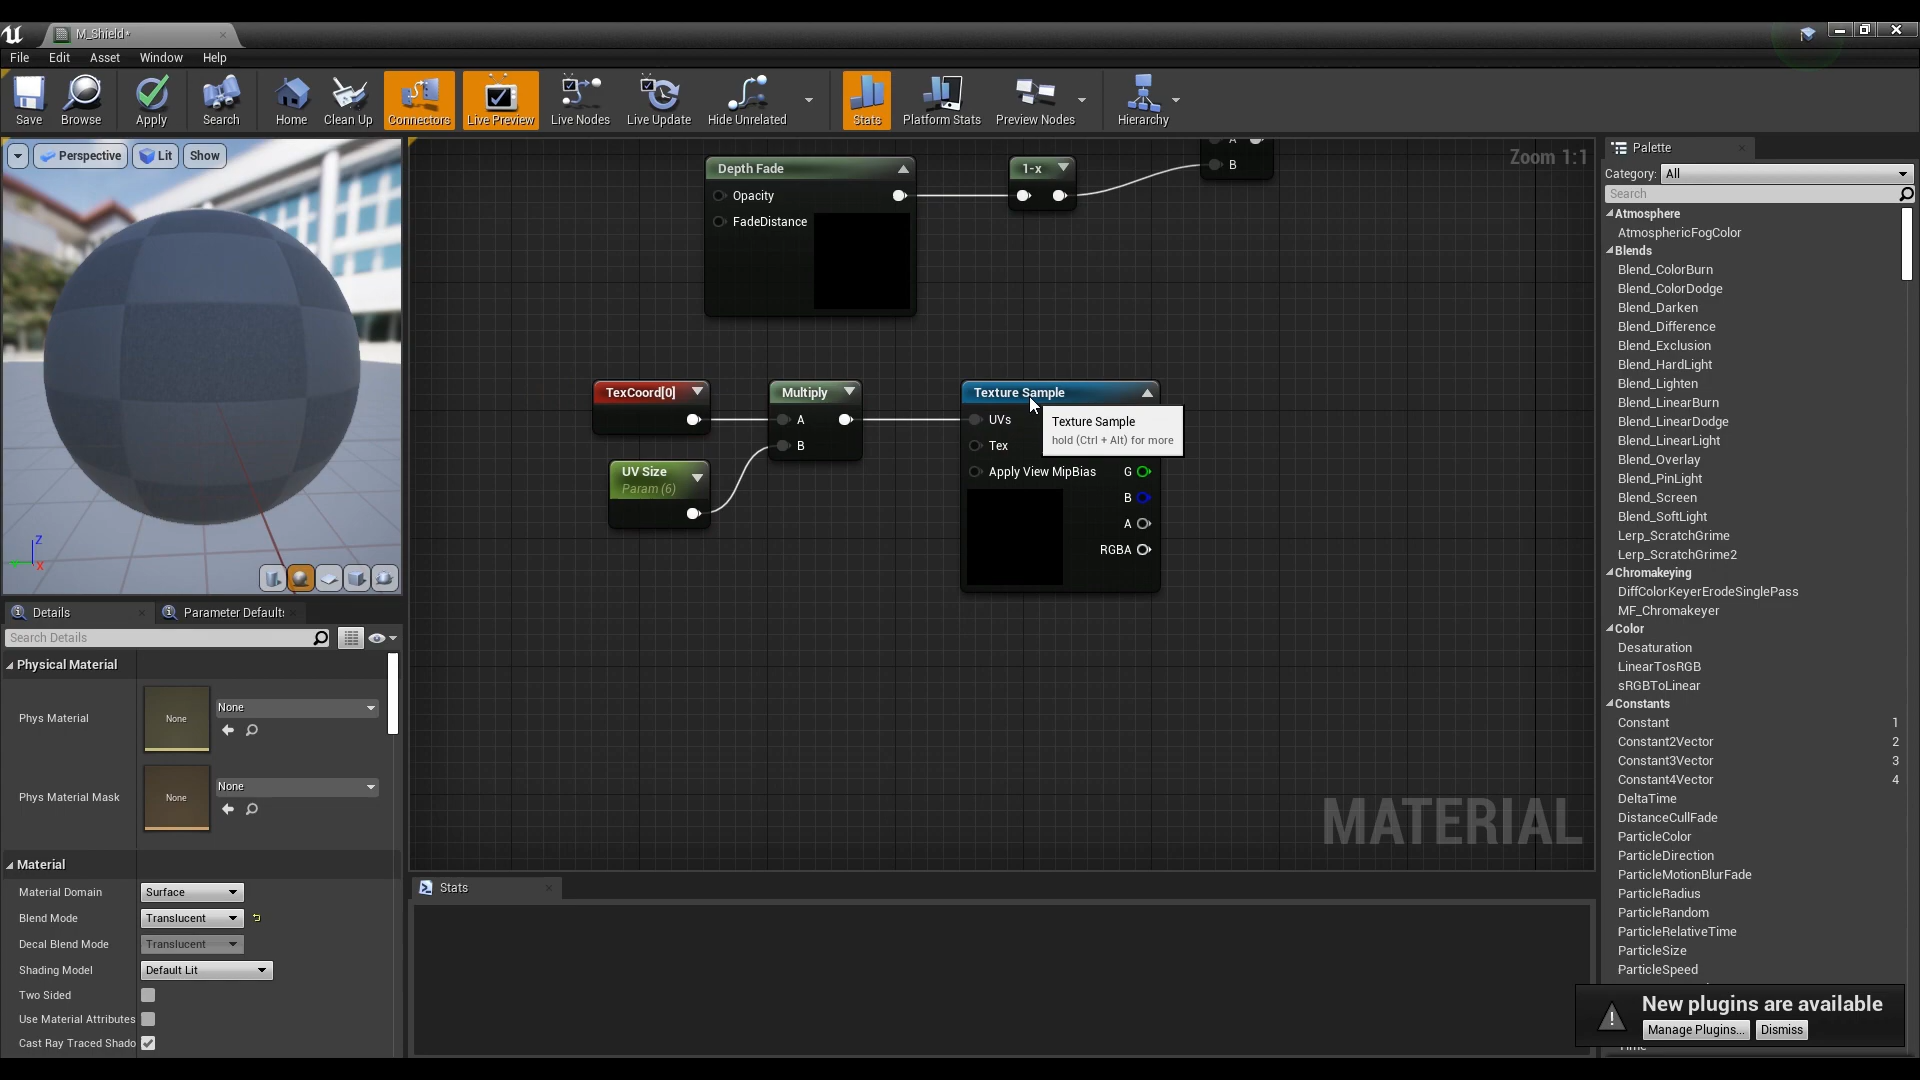 M_Shield*
File Edit Asset Window Help
Save Browse Apply Search Home Clean Up Connectors Live Preview Live Nodes Live Update Hide Unrelated Stats Platform Stats Preview Nodes Hierarchy
Perspective Lit Show
Z
X
Details Parameter Defaults
Search Details
Physical Material
Phys Material None None
Phys Material Mask None None
Material
Material Domain Surface
Blend Mode Translucent
Decal Blend Mode Translucent
Shading Model Default Lit
Two Sided
Use Material Attributes
Cast Ray Traced Shado
Zoom 1:1
A
B
Depth Fade
Opacity
FadeDistance
1-x
TexCoord[0]
UV Size
Param (6)
Multiply
A
B
Texture Sample
UVs
Tex
Apply View MipBias G
B
A
RGBA
Texture Sample
hold (Ctrl + Alt) for more
MATERIAL
Stats
Palette
Category: All
Search
Atmosphere
AtmosphericFogColor
Blends
Blend_ColorBurn
Blend_ColorDodge
Blend_Darken
Blend_Difference
Blend_Exclusion
Blend_HardLight
Blend_Lighten
Blend_LinearBurn
Blend_LinearDodge
Blend_LinearLight
Blend_Overlay
Blend_PinLight
Blend_Screen
Blend_SoftLight
Lerp_ScratchGrime
Lerp_ScratchGrime2
Chromakeying
DiffColorKeyerErodeSinglePass
MF_Chromakeyer
Color
Desaturation
LinearTosRGB
sRGBToLinear
Constants
Constant 1
Constant2Vector 2
Constant3Vector 3
Constant4Vector 4
DeltaTime
DistanceCullFade
ParticleColor
ParticleDirection
ParticleMotionBlurFade
ParticleRadius
ParticleRandom
ParticleRelativeTime
ParticleSize
ParticleSpeed
New plugins are available
Manage Plugins... Dismiss
Time